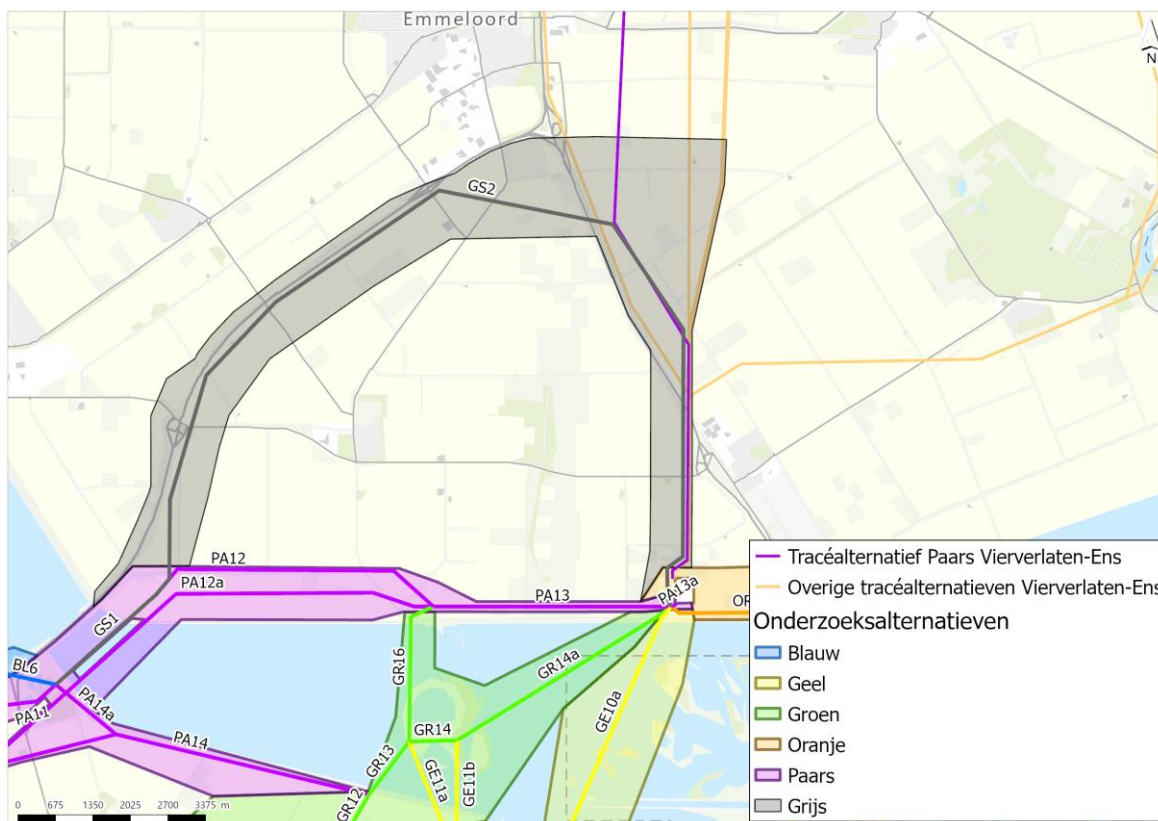 Emmeloord
N
GS2
PA12
PA12a
PA13
PA13a
OR
GS1
BL6
PA11
PA14a
PA14
GR16
GR14a
GR14
GR13
GR12
GE10a
GE11a
GE11b
Tracéalternatief Paars Vierverlaten-Ens
Overige tracéalternatieven Vierverlaten-Ens
Onderzoeksalternatieven
Blauw
Geel
Groen
Oranje
Paars
Grijs
0 675 1350 2025 2700 3375 m